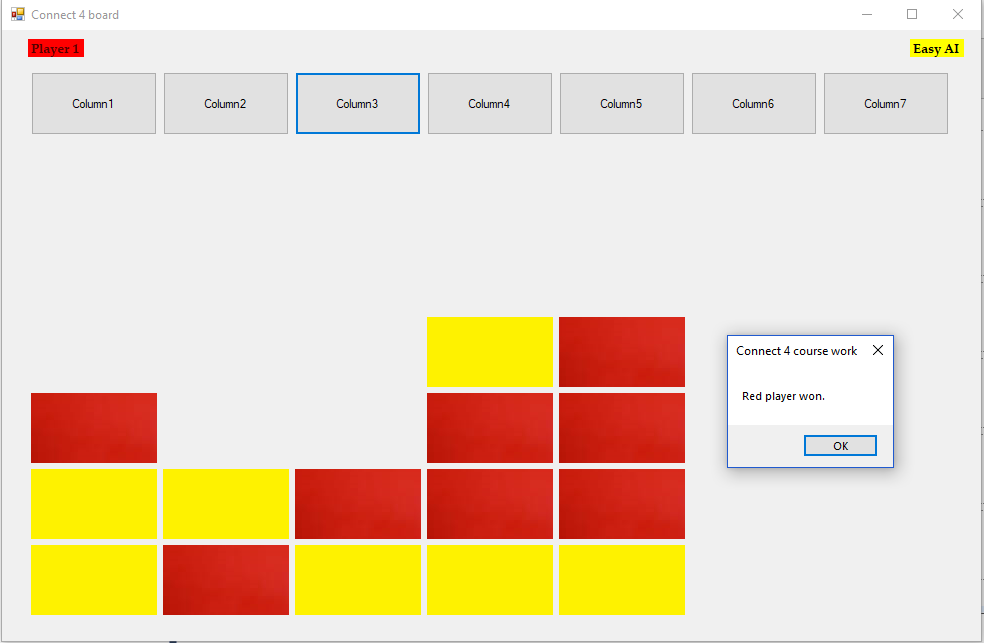 Connect 4 board
Player 1
Easy AI
Column1
Column2
Column3
Column4
Column5
Column6
Column7
Connect 4 course work
Red player won.
OK